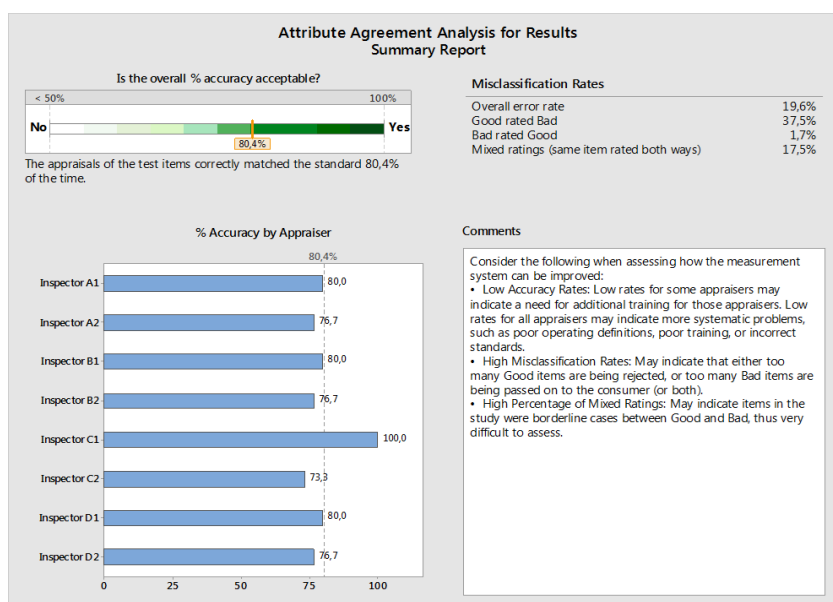 Attribute Agreement Analysis for Results
Summary Report
Is the overall % accuracy acceptable?
< 50% 100%
No Yes
80,4%
The appraisals of the test items correctly matched the standard 80,4%
of the time.
Misclassification Rates
Overall error rate 19,6%
Good rated Bad 37,5%
Bad rated Good 1,7%
Mixed ratings (same item rated both ways) 17,5%
% Accuracy by Appraiser
80,4%
Inspector A1 80,0
Inspector A2 76,7
Inspector B1 80,0
Inspector B2 76,7
Inspector C1 100,0
Inspector C2 73,3
Inspector D1 80,0
Inspector D2 76,7
0 25 50 75 100
Comments
Consider the following when assessing how the measurement
system can be improved:
• Low Accuracy Rates: Low rates for some appraisers may
indicate a need for additional training for those appraisers. Low
rates for all appraisers may indicate more systematic problems,
such as poor operating definitions, poor training, or incorrect
standards.
• High Misclassification Rates: May indicate that either too
many Good items are being rejected, or too many Bad items are
being passed on to the consumer (or both).
• High Percentage of Mixed Ratings: May indicate items in the
study were borderline cases between Good and Bad, thus very
difficult to assess.